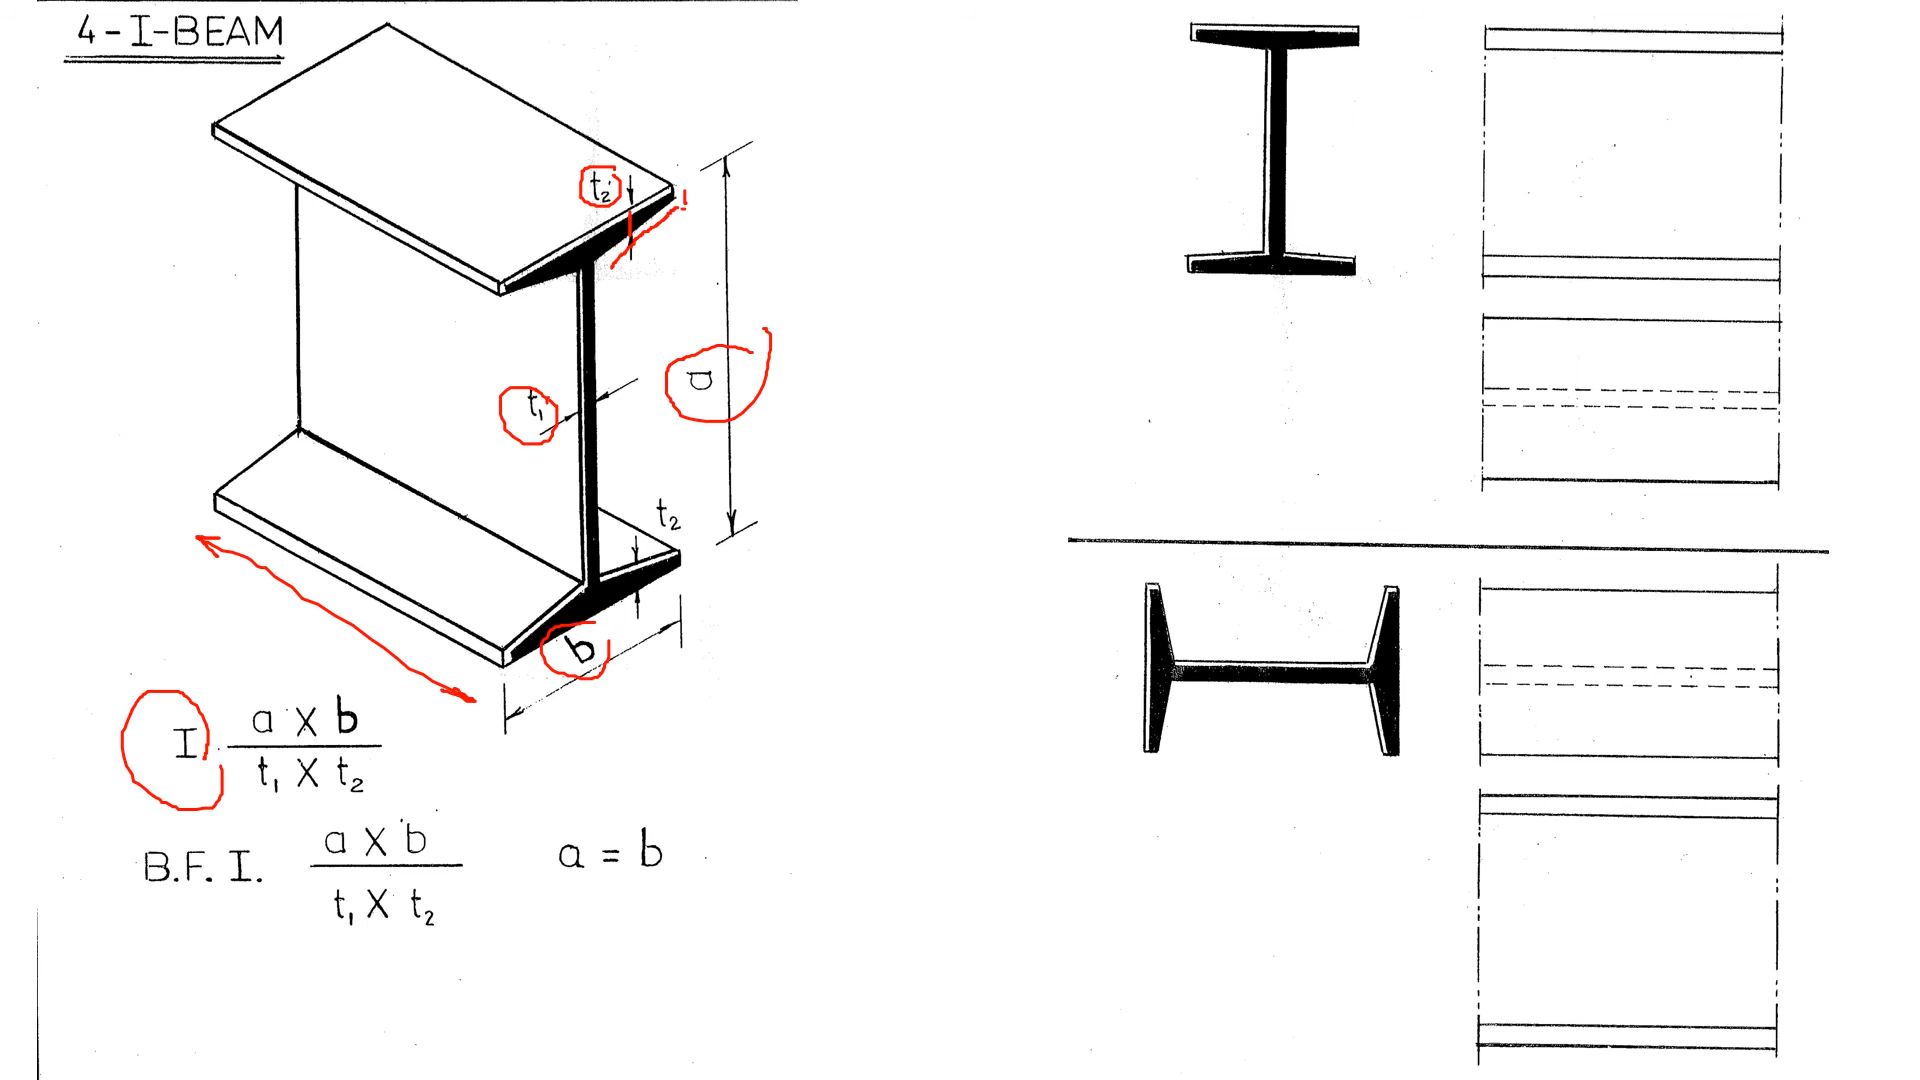 4-I-BEAM
t₂
a
t₁
t₂
b
I a X b
t₁ X t₂
B.F.I. a X b
t₁ X t₂
a = b